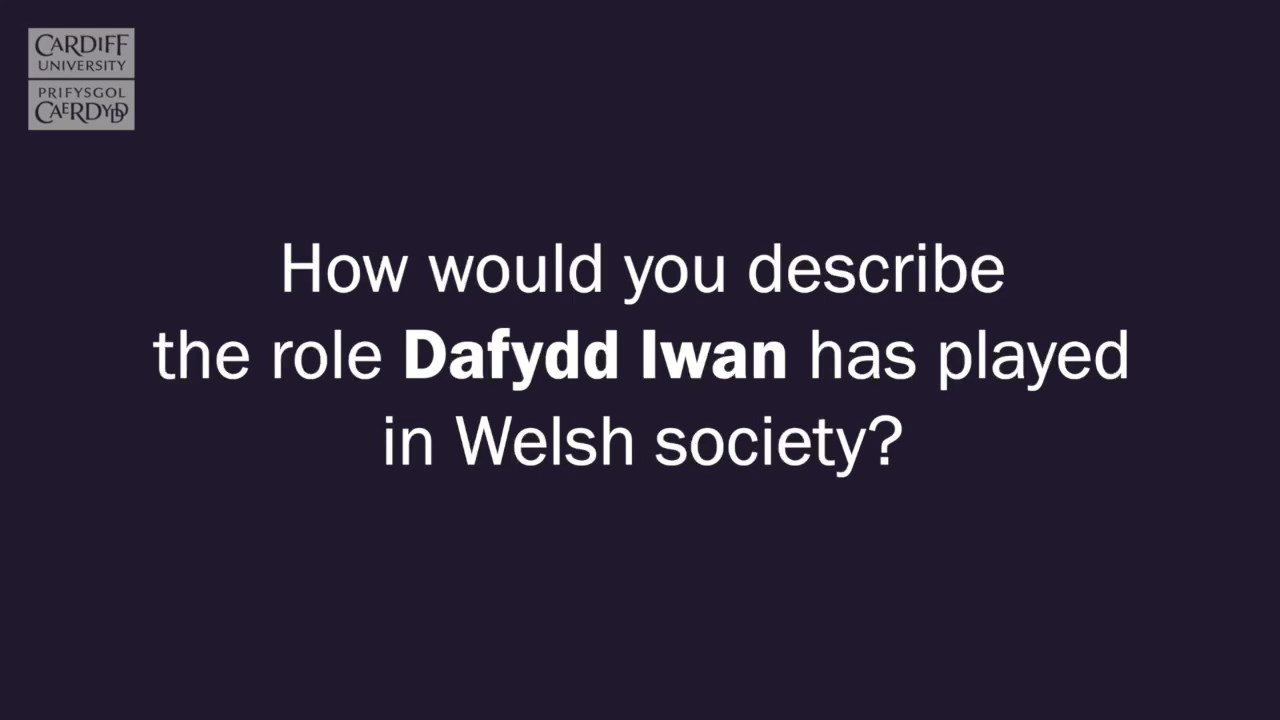 CARDIFF
UNIVERSITY
PRIFYSGOL
CAERDYDD
How would you describe
the role Dafydd Iwan has played
in Welsh society?